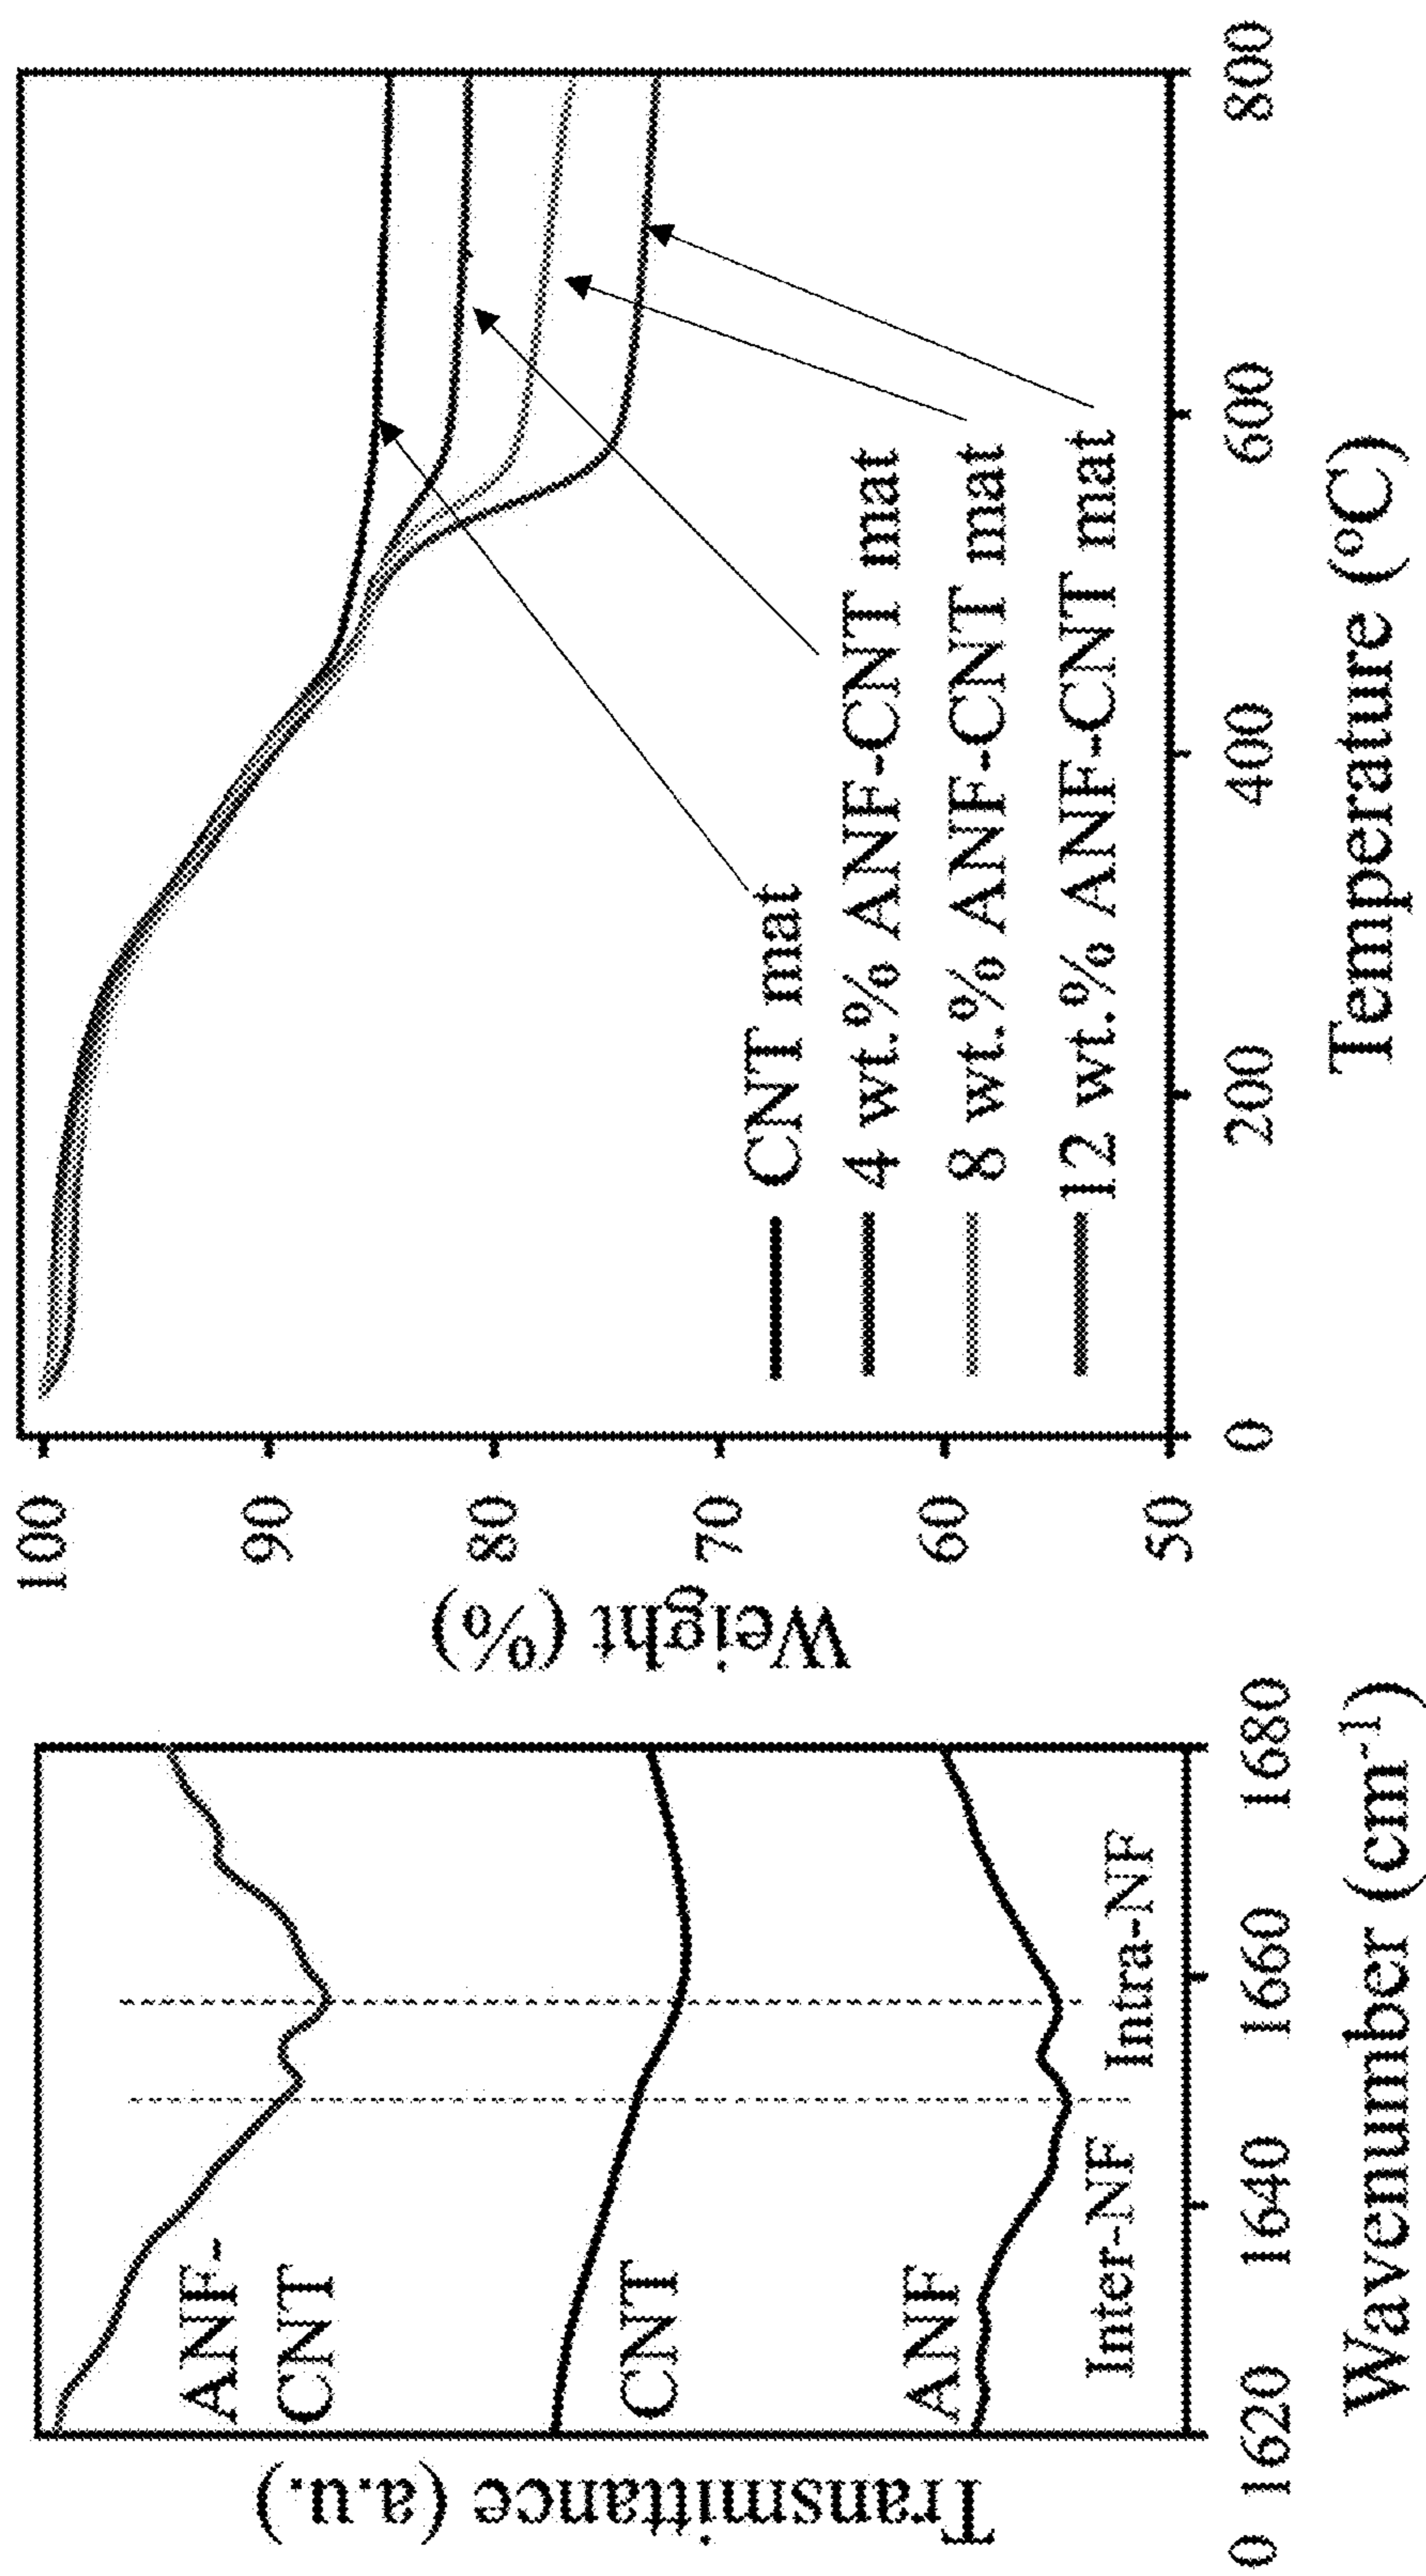 Transmittance (a.u.)
ANF-
CNT
CNT
ANF
Inter-NF
Intra-NF
0 1620 1640 1660 1680
Wavenumber (cm⁻¹)
Weight (%)
100
90
80
70
60
50
CNT mat
4 wt.% ANF-CNT mat
8 wt.% ANF-CNT mat
12 wt.% ANF-CNT mat
0 200 400 600 800
Temperature (°C)